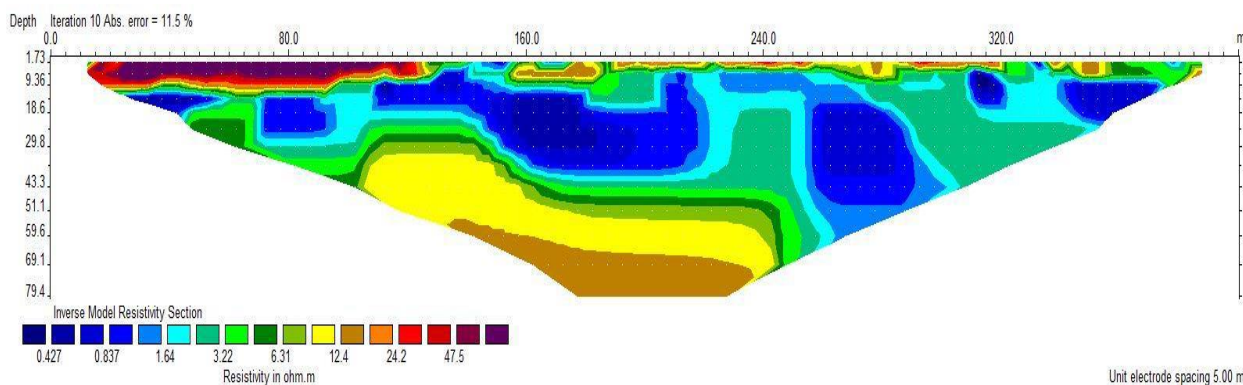 Depth Iteration 10 Abs. error = 11.5 %
0.0 80.0 160.0 240.0 320.0 m
1.73
9.36
18.6
29.8
43.3
51.1
59.6
69.1
79.4
Inverse Model Resistivity Section
0.427 0.837 1.64 3.22 6.31 12.4 24.2 47.5
Resistivity in ohm.m
Unit electrode spacing 5.00 m